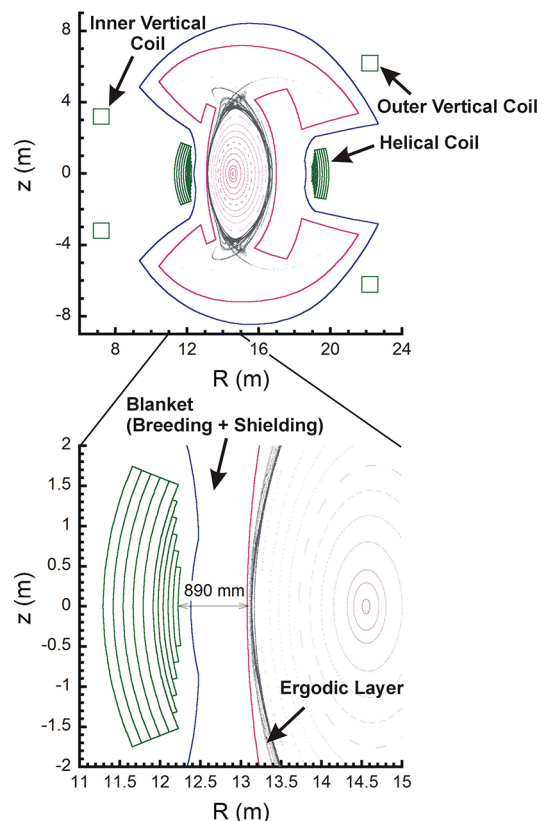 Inner Vertical
Coil
Outer Vertical Coil
Helical Coil
z (m)
8
4
0
-4
-8
8 12 16 20 24
R (m)
Blanket
(Breeding + Shielding)
890 mm
Ergodic Layer
z (m)
2
1.5
1
0.5
0
-0.5
-1
-1.5
-2
11 11.5 12 12.5 13 13.5 14 14.5 15
R (m)